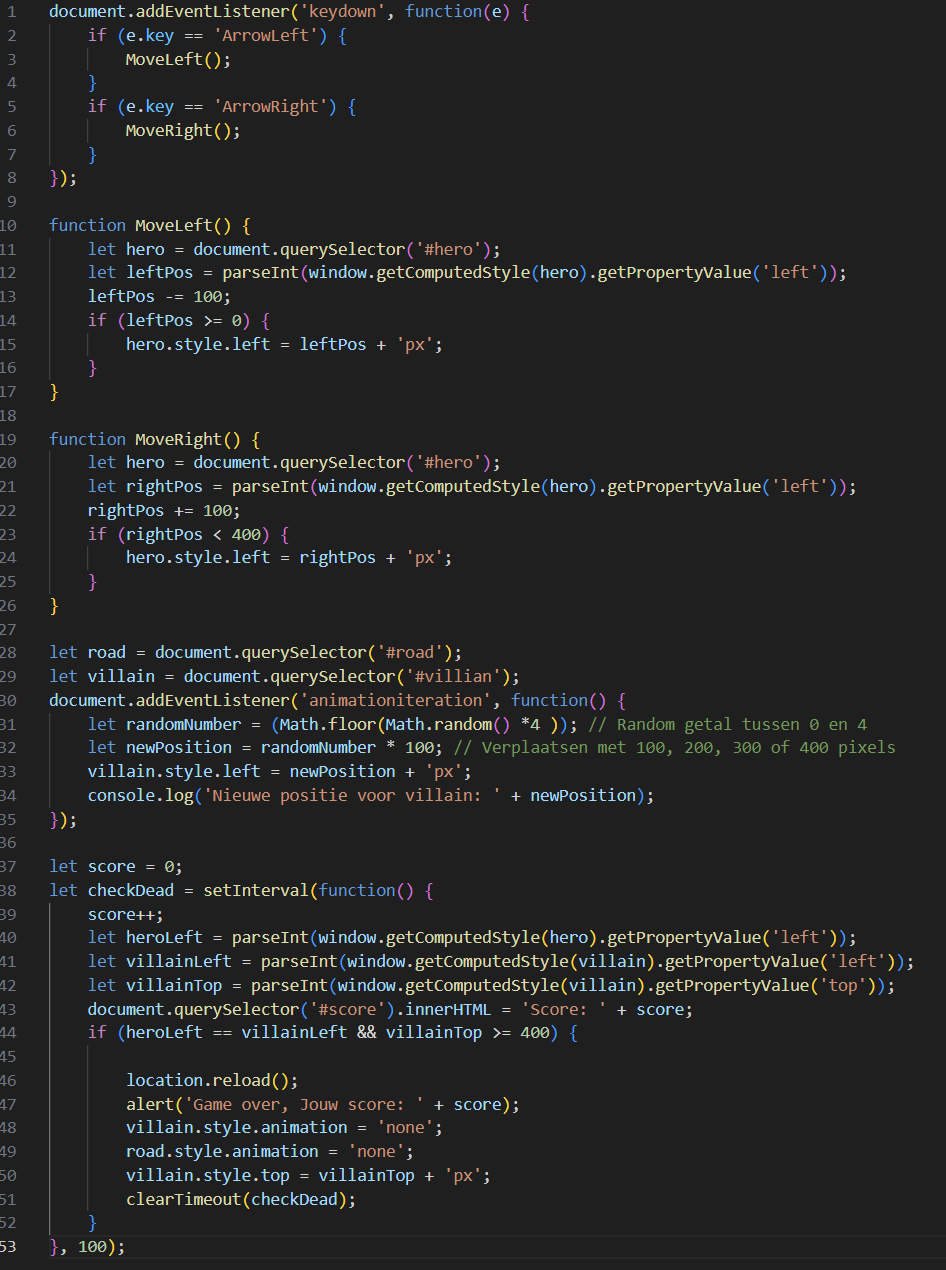 1 document.addEventListener('keydown', function(e) {
2     if (e.key == 'ArrowLeft') {
3         MoveLeft();
4     }
5     if (e.key == 'ArrowRight') {
6         MoveRight();
7     }
8 });
9
10 function MoveLeft() {
11     let hero = document.querySelector('#hero');
12     let leftPos = parseInt(window.getComputedStyle(hero).getPropertyValue('left'));
13     leftPos -= 100;
14     if (leftPos >= 0) {
15         hero.style.left = leftPos + 'px';
16     }
17 }
18
19 function MoveRight() {
20     let hero = document.querySelector('#hero');
21     let rightPos = parseInt(window.getComputedStyle(hero).getPropertyValue('left'));
22     rightPos += 100;
23     if (rightPos < 400) {
24         hero.style.left = rightPos + 'px';
25     }
26 }
27
28 let road = document.querySelector('#road');
29 let villain = document.querySelector('#villian');
30 document.addEventListener('animationiteration', function() {
31     let randomNumber = (Math.floor(Math.random() *4 )); // Random getal tussen 0 en 4
32     let newPosition = randomNumber * 100; // Verplaatsen met 100, 200, 300 of 400 pixels
33     villain.style.left = newPosition + 'px';
34     console.log('Nieuwe positie voor villain: ' + newPosition);
35 });
36
37 let score = 0;
38 let checkDead = setInterval(function() {
39     score++;
40     let heroLeft = parseInt(window.getComputedStyle(hero).getPropertyValue('left'));
41     let villainLeft = parseInt(window.getComputedStyle(villain).getPropertyValue('left'));
42     let villainTop = parseInt(window.getComputedStyle(villain).getPropertyValue('top'));
43     document.querySelector('#score').innerHTML = 'Score: ' + score;
44     if (heroLeft == villainLeft && villainTop >= 400) {
45
46         location.reload();
47         alert('Game over, Jouw score: ' + score);
48         villain.style.animation = 'none';
49         road.style.animation = 'none';
50         villain.style.top = villainTop + 'px';
51         clearTimeout(checkDead);
52     }
53 }, 100);